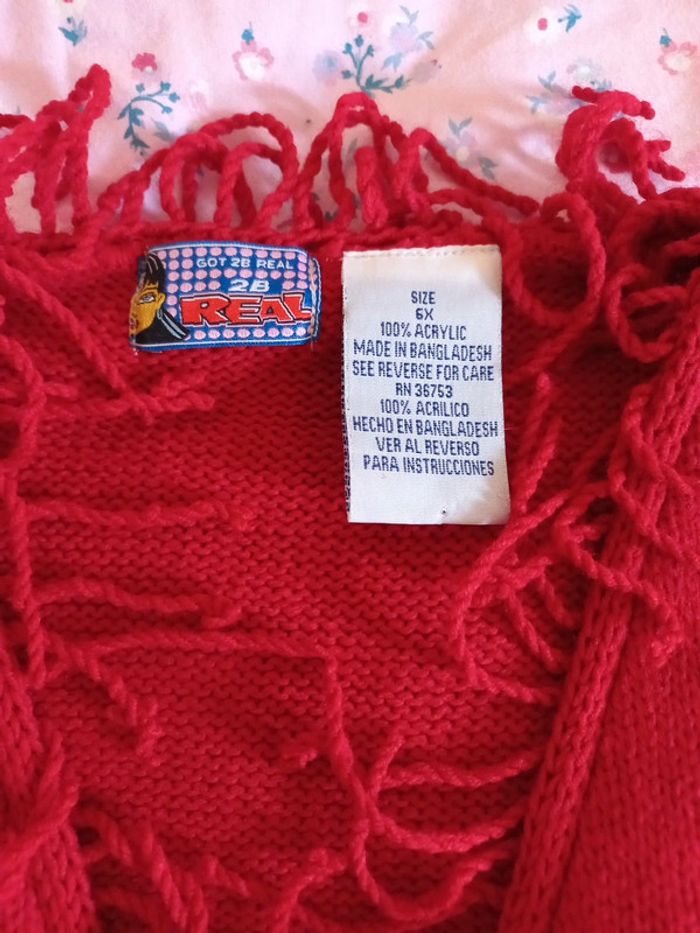 GOT 2B REAL
2B
REAL
SIZE
6X
100% ACRYLIC
MADE IN BANGLADESH
SEE REVERSE FOR CARE
RN 36753
100% ACRILICO
HECHO EN BANGLADESH
VER AL REVERSO
PARA INSTRUCCIONES